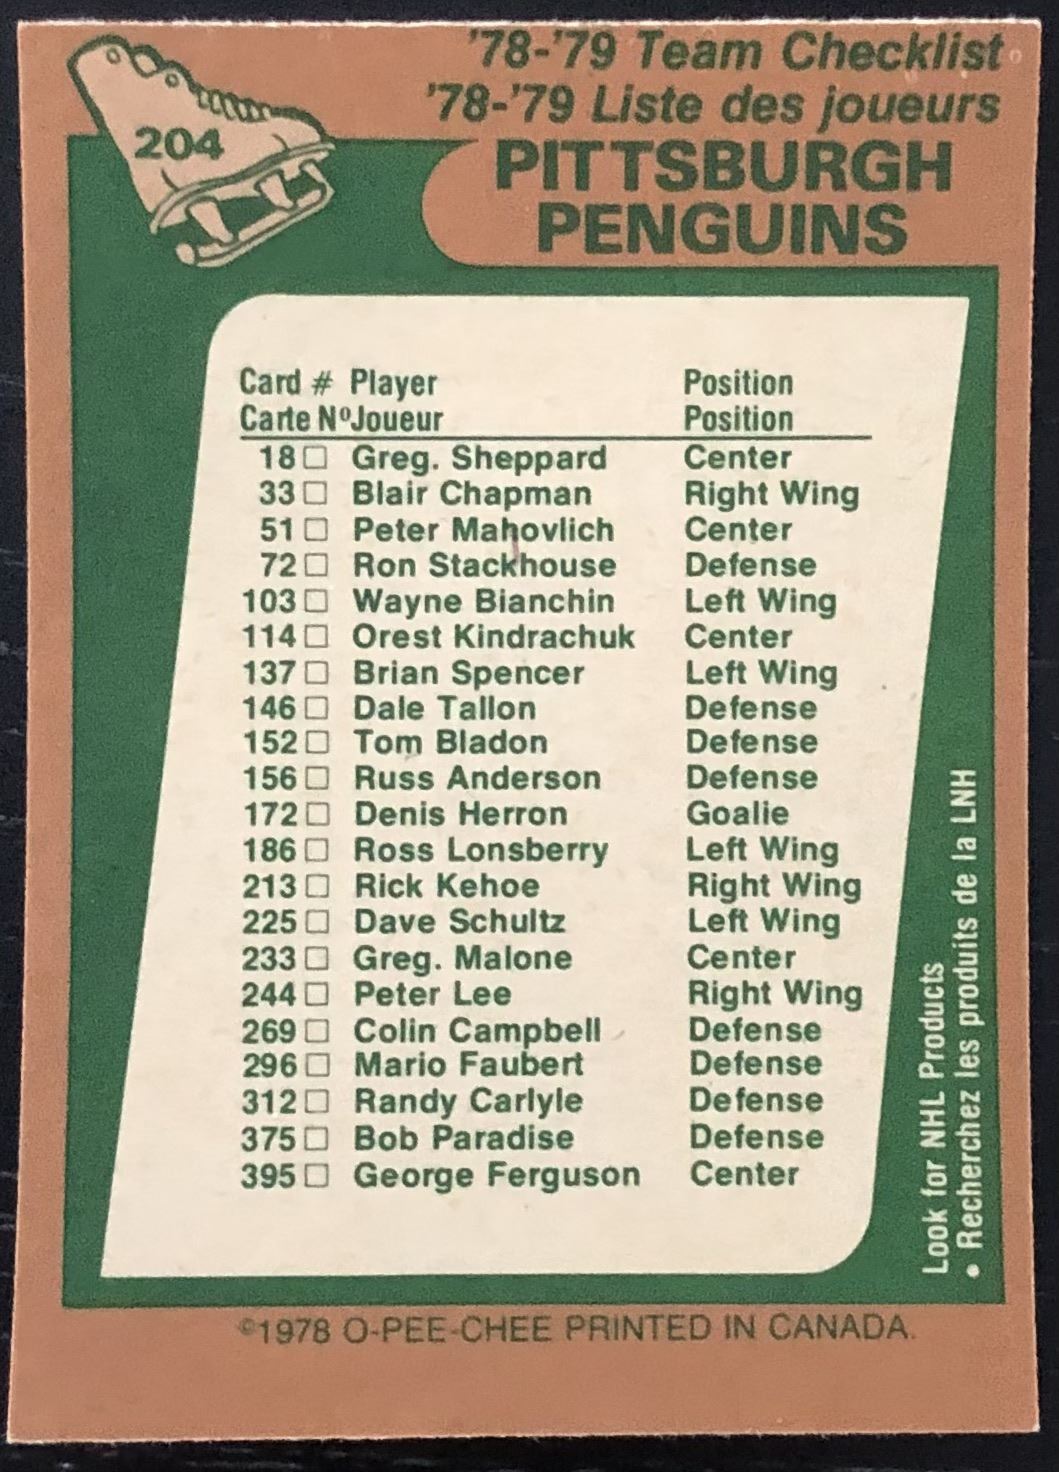 204
'78-'79 Team Checklist
'78-'79 Liste des joueurs
PITTSBURGH
PENGUINS
Card # Player Position
Carte Nº Joueur Position
18 □ Greg. Sheppard Center
33 □ Blair Chapman Right Wing
51 □ Peter Mahovlich Center
72 □ Ron Stackhouse Defense
103 □ Wayne Bianchin Left Wing
114 □ Orest Kindrachuk Center
137 □ Brian Spencer Left Wing
146 □ Dale Tallon Defense
152 □ Tom Bladon Defense
156 □ Russ Anderson Defense
172 □ Denis Herron Goalie
186 □ Ross Lonsberry Left Wing
213 □ Rick Kehoe Right Wing
225 □ Dave Schultz Left Wing
233 □ Greg. Malone Center
244 □ Peter Lee Right Wing
269 □ Colin Campbell Defense
296 □ Mario Faubert Defense
312 □ Randy Carlyle Defense
375 □ Bob Paradise Defense
395 □ George Ferguson Center
Look for NHL Products
• Recherchez les produits de la LNH
©1978 O-PEE-CHEE PRINTED IN CANADA.